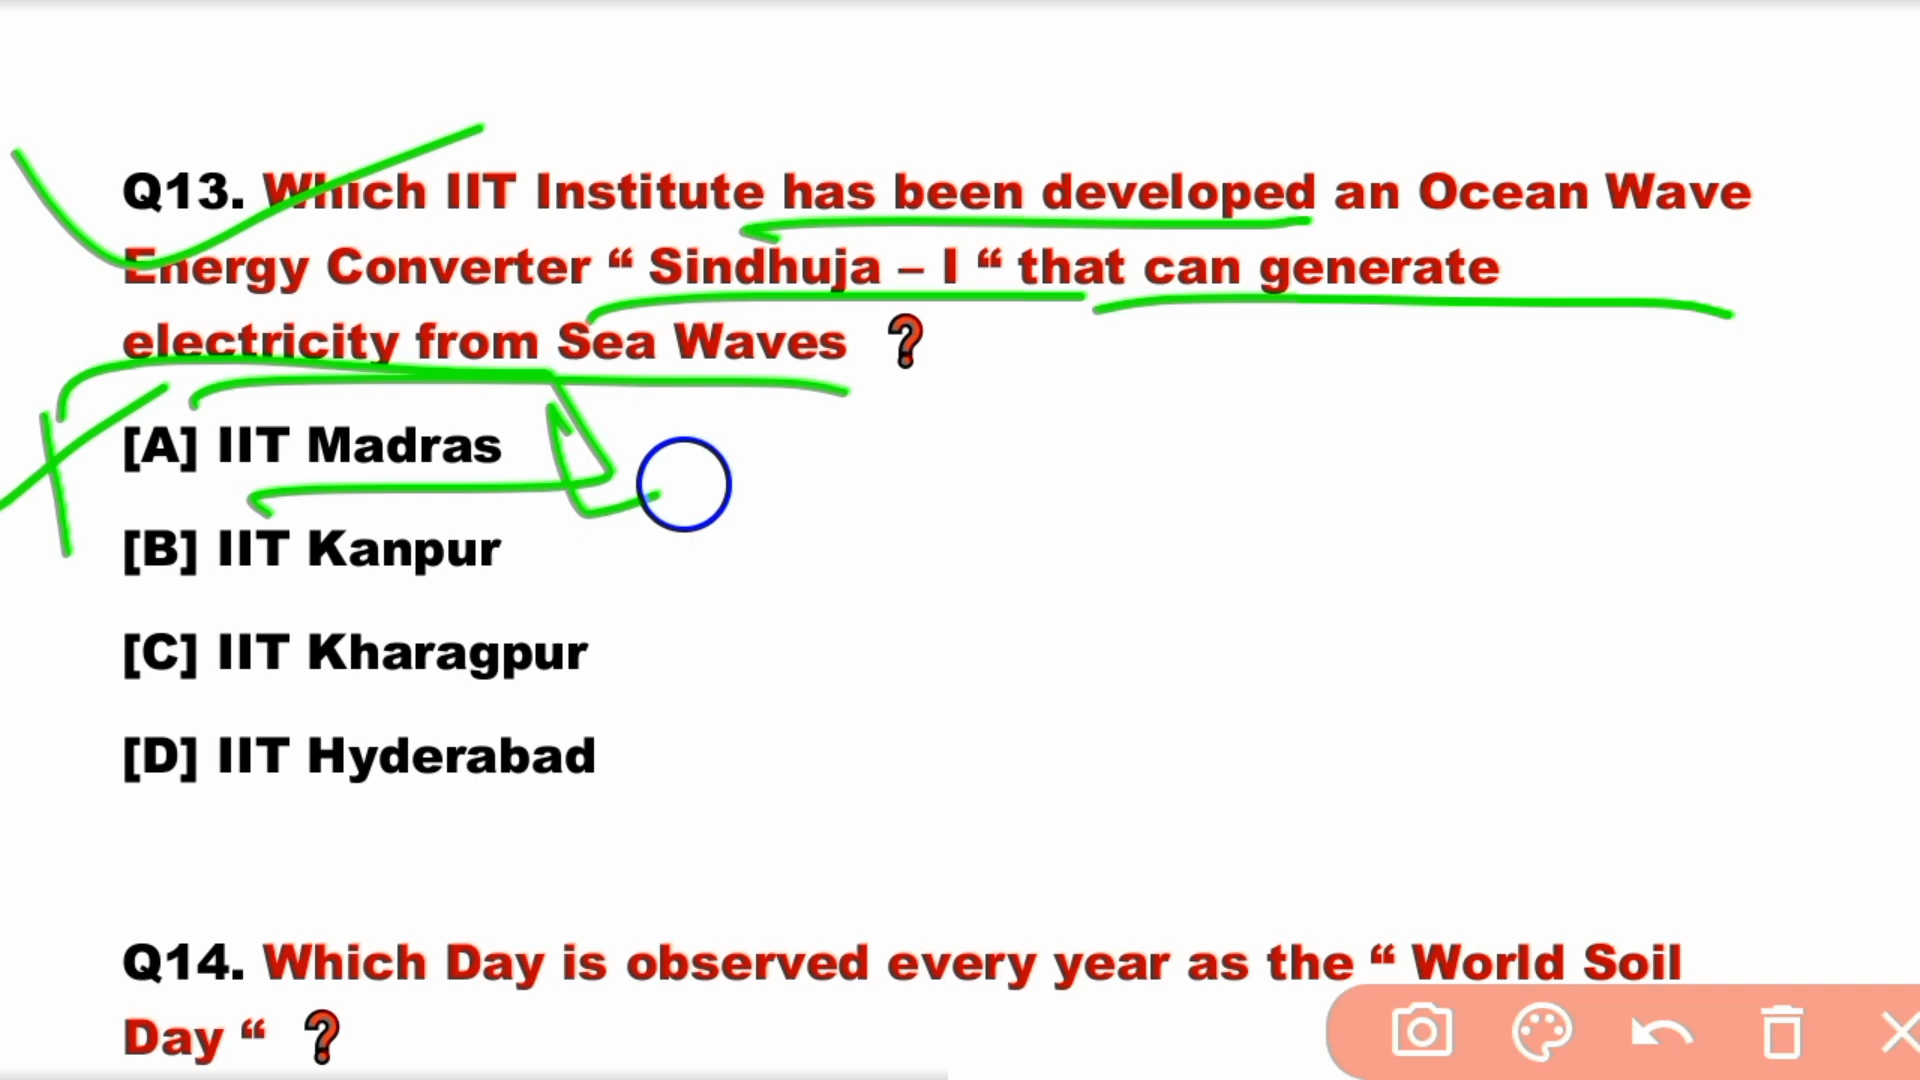 Q13. Which IIT Institute has been developed an Ocean Wave
Energy Converter “ Sindhuja – I “ that can generate
electricity from Sea Waves ?
[A] IIT Madras
[B] IIT Kanpur
[C] IIT Kharagpur
[D] IIT Hyderabad
Q14. Which Day is observed every year as the “ World Soil
Day “ ?